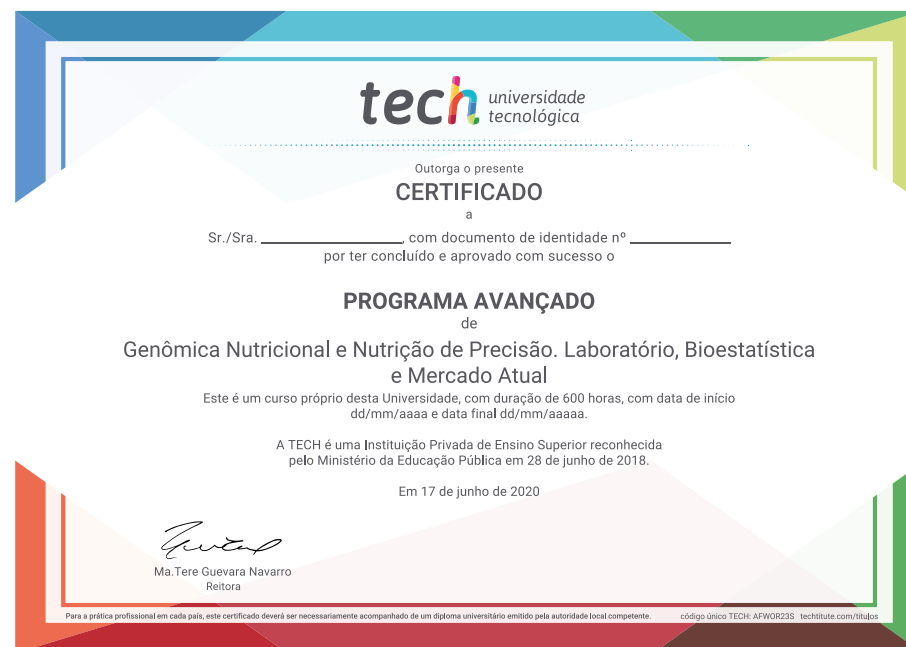 tech universidade
tecnológica
Outorga o presente
CERTIFICADO
a
Sr./Sra. ____________, com documento de identidade nº ____________
por ter concluído e aprovado com sucesso o
PROGRAMA AVANÇADO
de
Genômica Nutricional e Nutrição de Precisão. Laboratório, Bioestatística
e Mercado Atual
Este é um curso próprio desta Universidade, com duração de 600 horas, com data de início
dd/mm/aaaa e data final dd/mm/aaaaa.
A TECH é uma Instituição Privada de Ensino Superior reconhecida
pelo Ministério da Educação Pública em 28 de junho de 2018.
Em 17 de junho de 2020
Ma.Tere Guevara Navarro
Reitora
Para a prática profissional em cada país, este certificado deverá ser necessariamente acompanhado de um diploma universitário emitido pela autoridade local competente. código único TECH: AFWOR23S techtitute.com/titulos